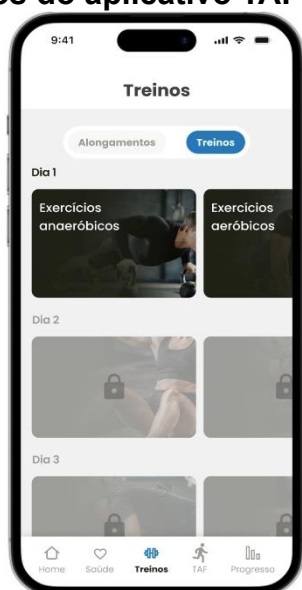 os do aplicativo TAF
9:41
Treinos
Alongamentos Treinos
Dia 1
Exercícios
anaeróbicos
Exercícios
aeróbicos
Dia 2
Dia 3
Home Saúde Treinos TAF Progresso